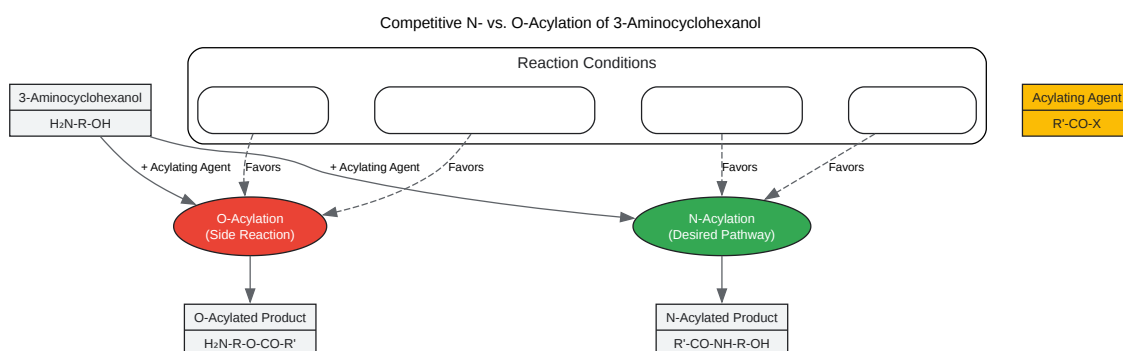 Competitive N- vs. O-Acylation of 3-Aminocyclohexanol
Reaction Conditions
3-Aminocyclohexanol
H₂N-R-OH
Acylating Agent
R'-CO-X
+ Acylating Agent
Favors
+ Acylating Agent
Favors
Favors
Favors
O-Acylation
(Side Reaction)
N-Acylation
(Desired Pathway)
O-Acylated Product
H₂N-R-O-CO-R'
N-Acylated Product
R'-CO-NH-R-OH